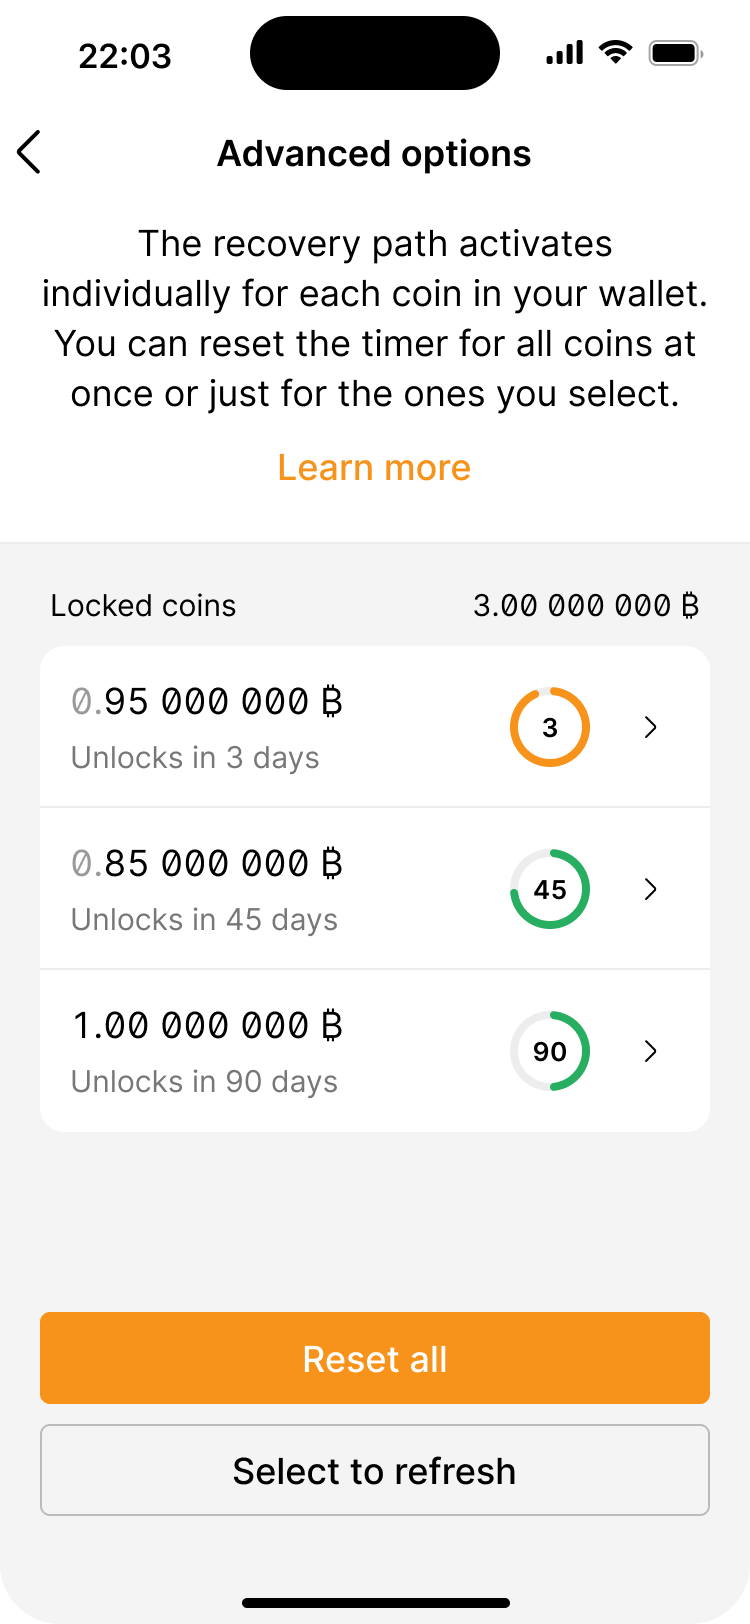 22:03
Advanced options
The recovery path activates
individually for each coin in your wallet.
You can reset the timer for all coins at
once or just for the ones you select.
Learn more
Locked coins 3.00 000 000 ₿
0.95 000 000 ₿
Unlocks in 3 days
3
0.85 000 000 ₿
Unlocks in 45 days
45
1.00 000 000 ₿
Unlocks in 90 days
90
Reset all
Select to refresh